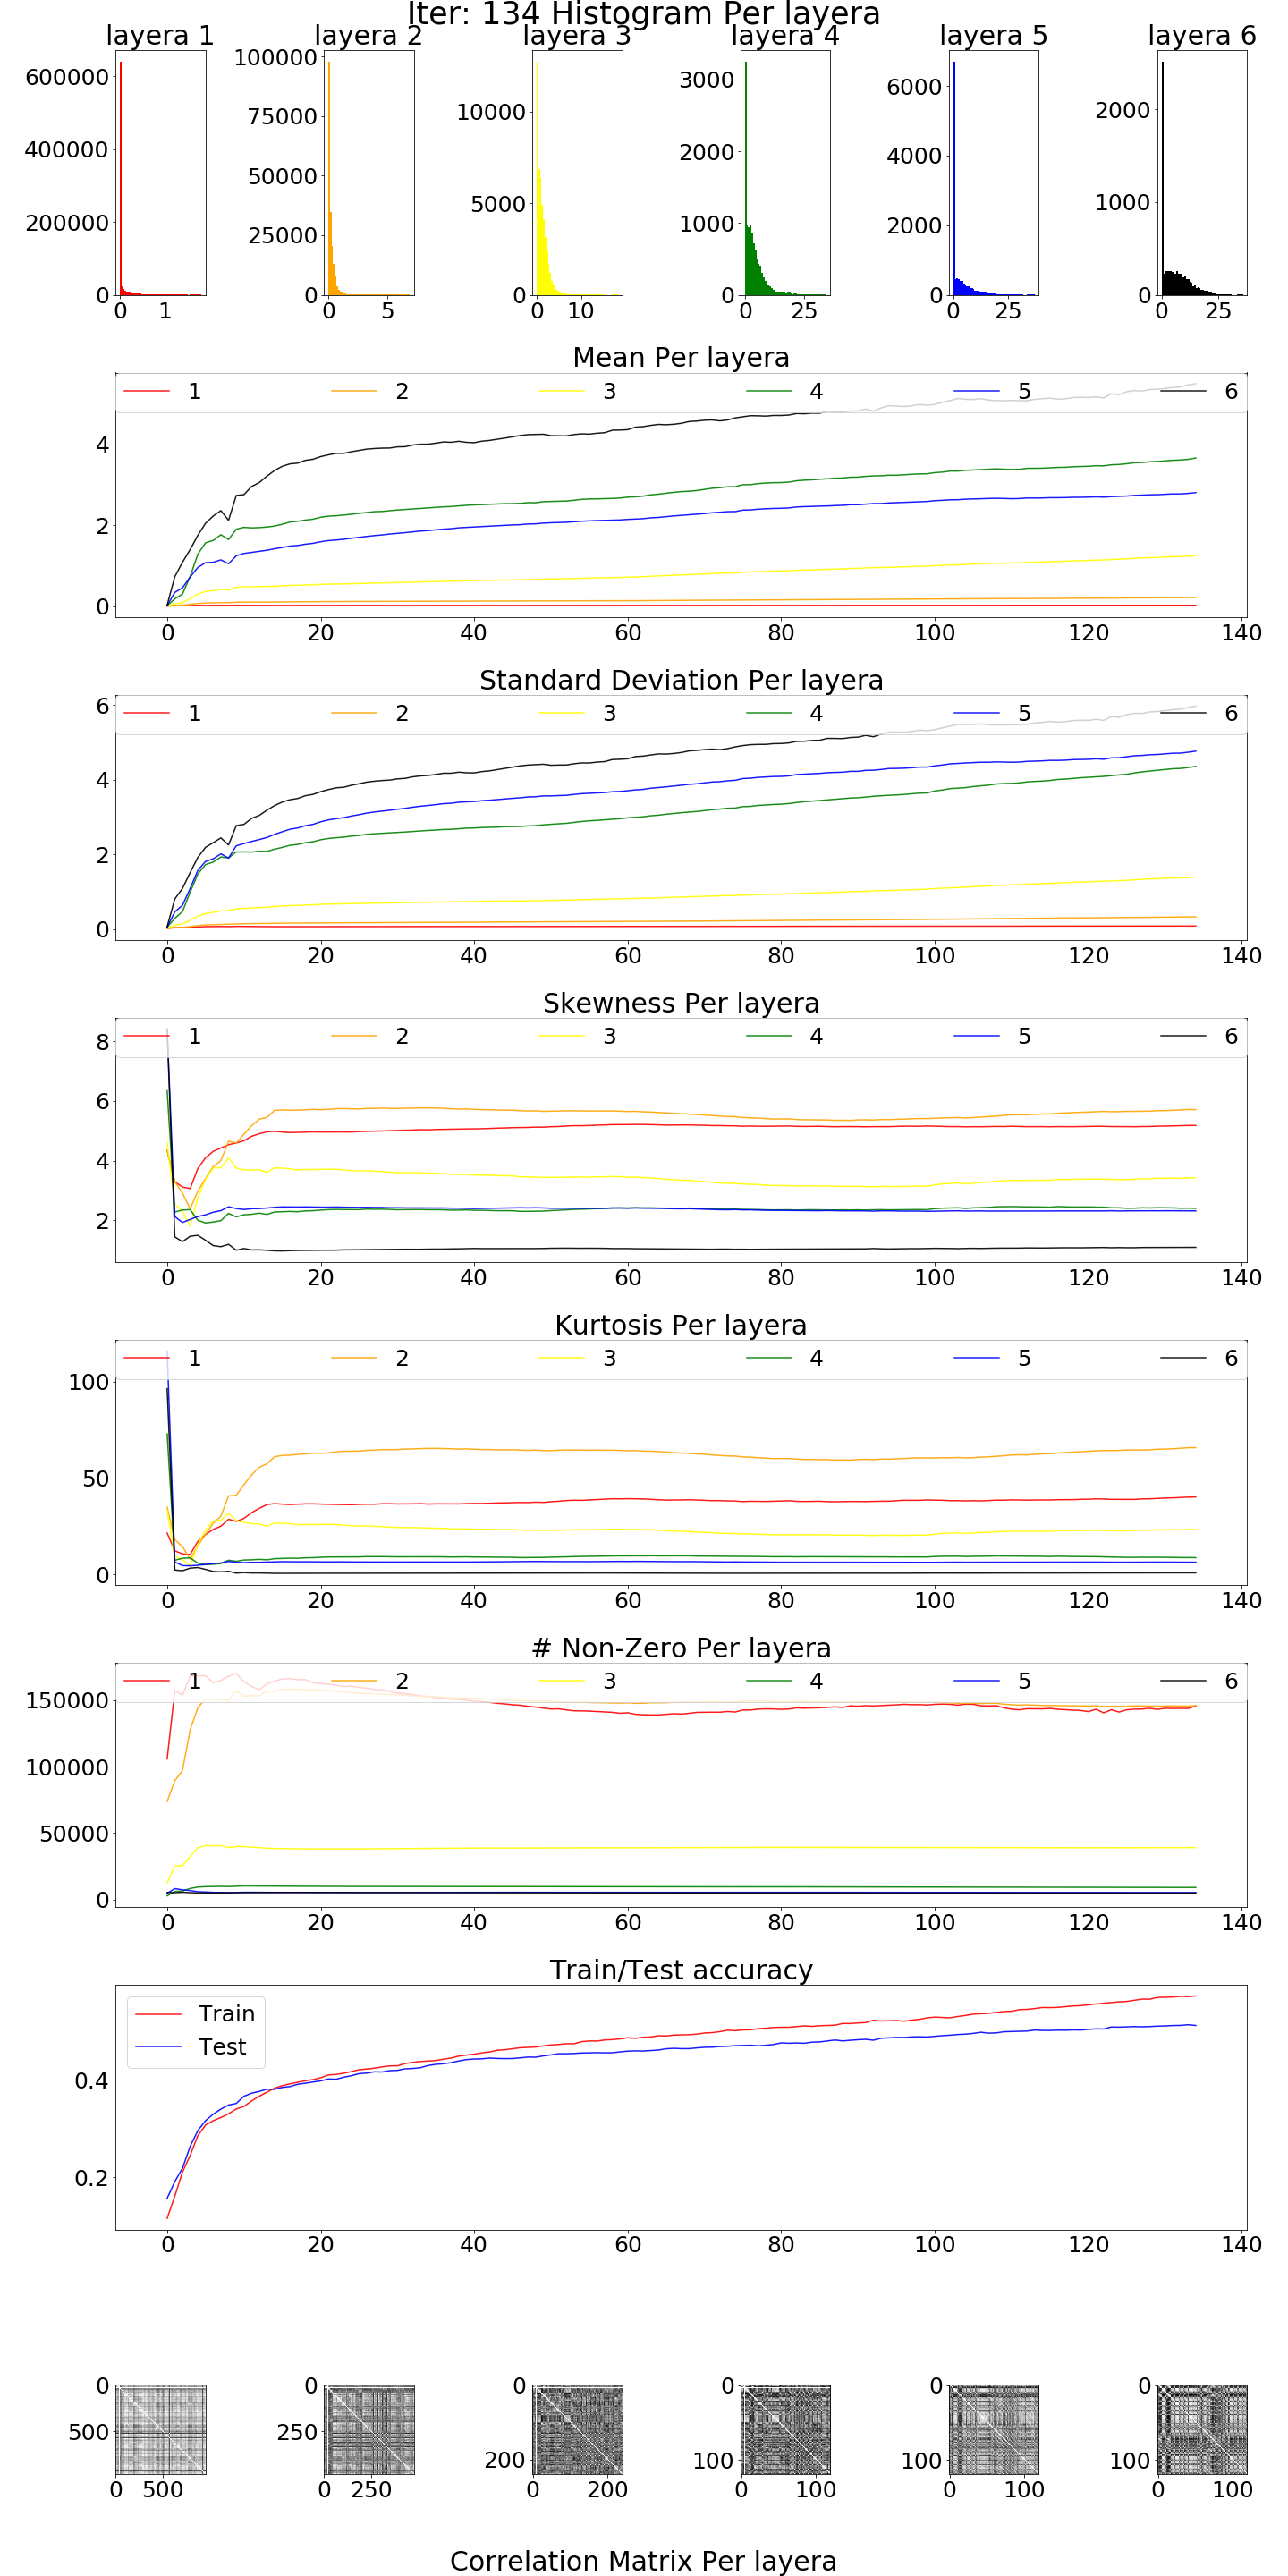 Iter: 134 Histogram Per layera
layera 1 layera 2 layera 3 layera 4 layera 5 layera 6
600000 400000 200000 0
0 1
100000 75000 50000 25000 0
0 5
10000 5000 0
0 10
3000 2000 1000 0
0 25
6000 4000 2000 0
0 25
2000 1000 0
0 25
Mean Per layera
1 2 3 4 5 6
4
2
0
0 20 40 60 80 100 120 140
Standard Deviation Per layera
6
1 2 3 4 5 6
4
2
0
0 20 40 60 80 100 120 140
Skewness Per layera
8
1 2 3 4 5 6
6
4
2
0 20 40 60 80 100 120 140
Kurtosis Per layera
1 2 3 4 5 6
100
50
0
0 20 40 60 80 100 120 140
# Non-Zero Per layera
1 2 3 4 5 6
150000
100000
50000
0
0 20 40 60 80 100 120 140
Train/Test accuracy
Train
Test
0.4
0.2
0 20 40 60 80 100 120 140
0 500
0 500
0 250
0 250
0 200
0 200
0 100
0 100
0 100
0 100
0 100
0 100
Correlation Matrix Per layera